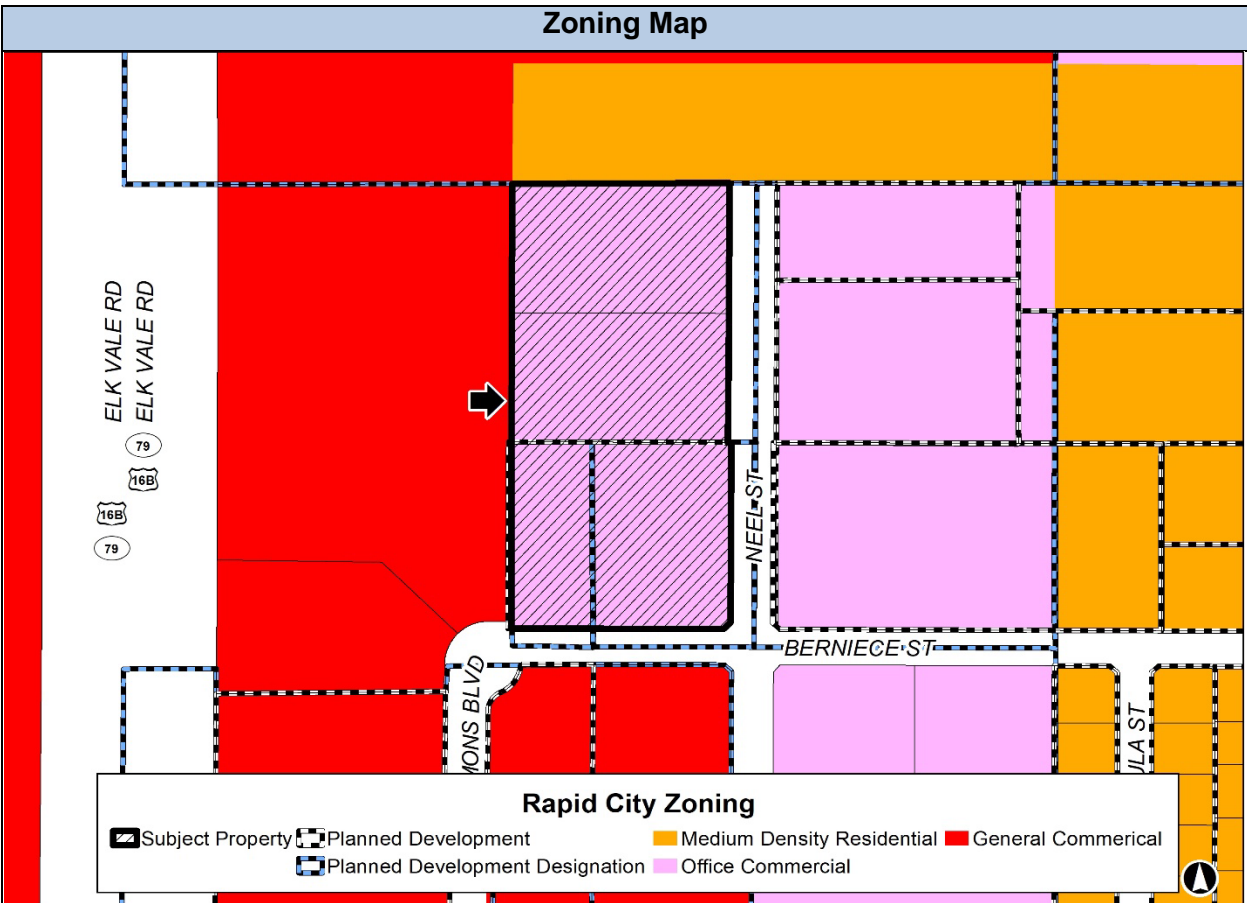 Zoning Map
ELK VALE RD
ELK VALE RD
79
16B
16B
79
NEEL ST
BERNIECE ST
MONS BLVD
ULA ST
Rapid City Zoning
Subject Property Planned Development Medium Density Residential General Commerical
Planned Development Designation Office Commercial